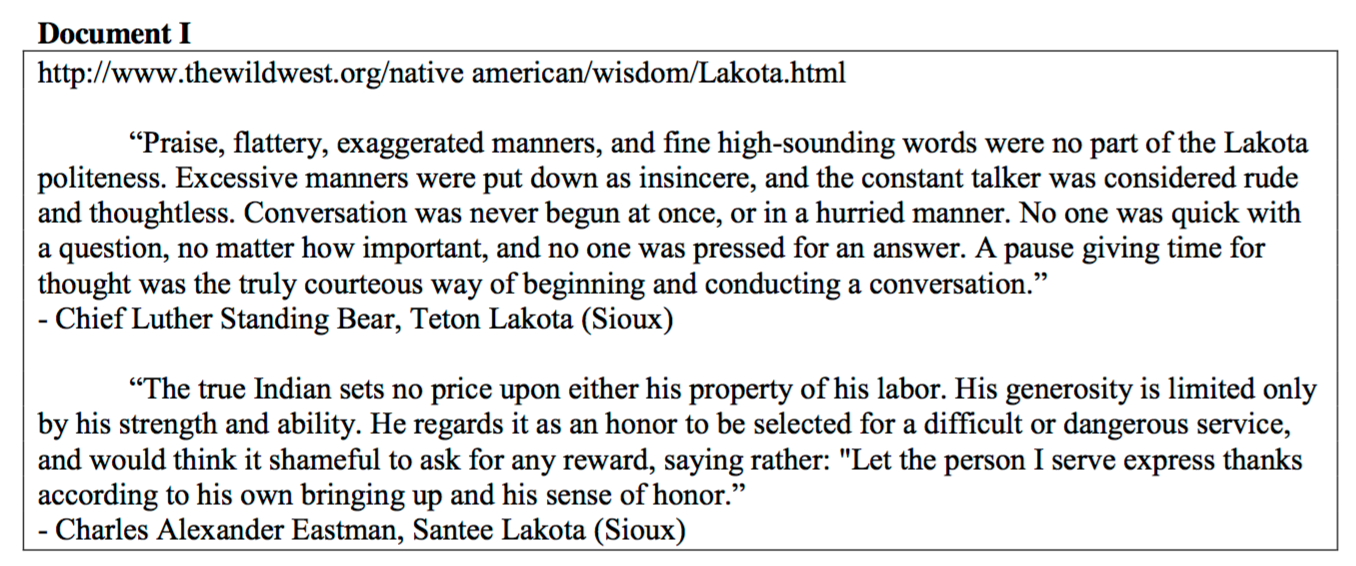 Document I
http://www.thewildwest.org/native american/wisdom/Lakota.html
“Praise, flattery, exaggerated manners, and fine high-sounding words were no part of the Lakota
politeness. Excessive manners were put down as insincere, and the constant talker was considered rude
and thoughtless. Conversation was never begun at once, or in a hurried manner. No one was quick with
a question, no matter how important, and no one was pressed for an answer. A pause giving time for
thought was the truly courteous way of beginning and conducting a conversation.”
- Chief Luther Standing Bear, Teton Lakota (Sioux)
“The true Indian sets no price upon either his property of his labor. His generosity is limited only
by his strength and ability. He regards it as an honor to be selected for a difficult or dangerous service,
and would think it shameful to ask for any reward, saying rather: "Let the person I serve express thanks
according to his own bringing up and his sense of honor.”
- Charles Alexander Eastman, Santee Lakota (Sioux)